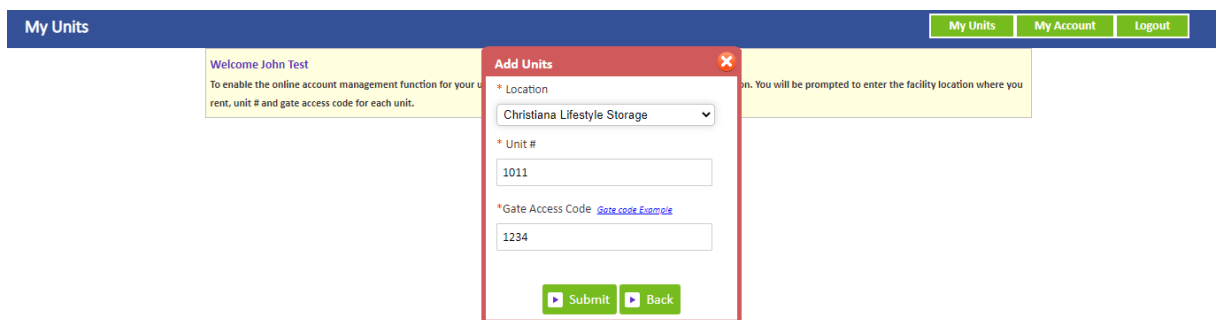 My Units
My Units
My Account
Logout
Welcome John Test
To enable the online account management function for your u
on. You will be prompted to enter the facility location where you
rent, unit # and gate access code for each unit.
Add Units
* Location
Christiana Lifestyle Storage
* Unit #
1011
*Gate Access Code Gate code Example
1234
Submit
Back